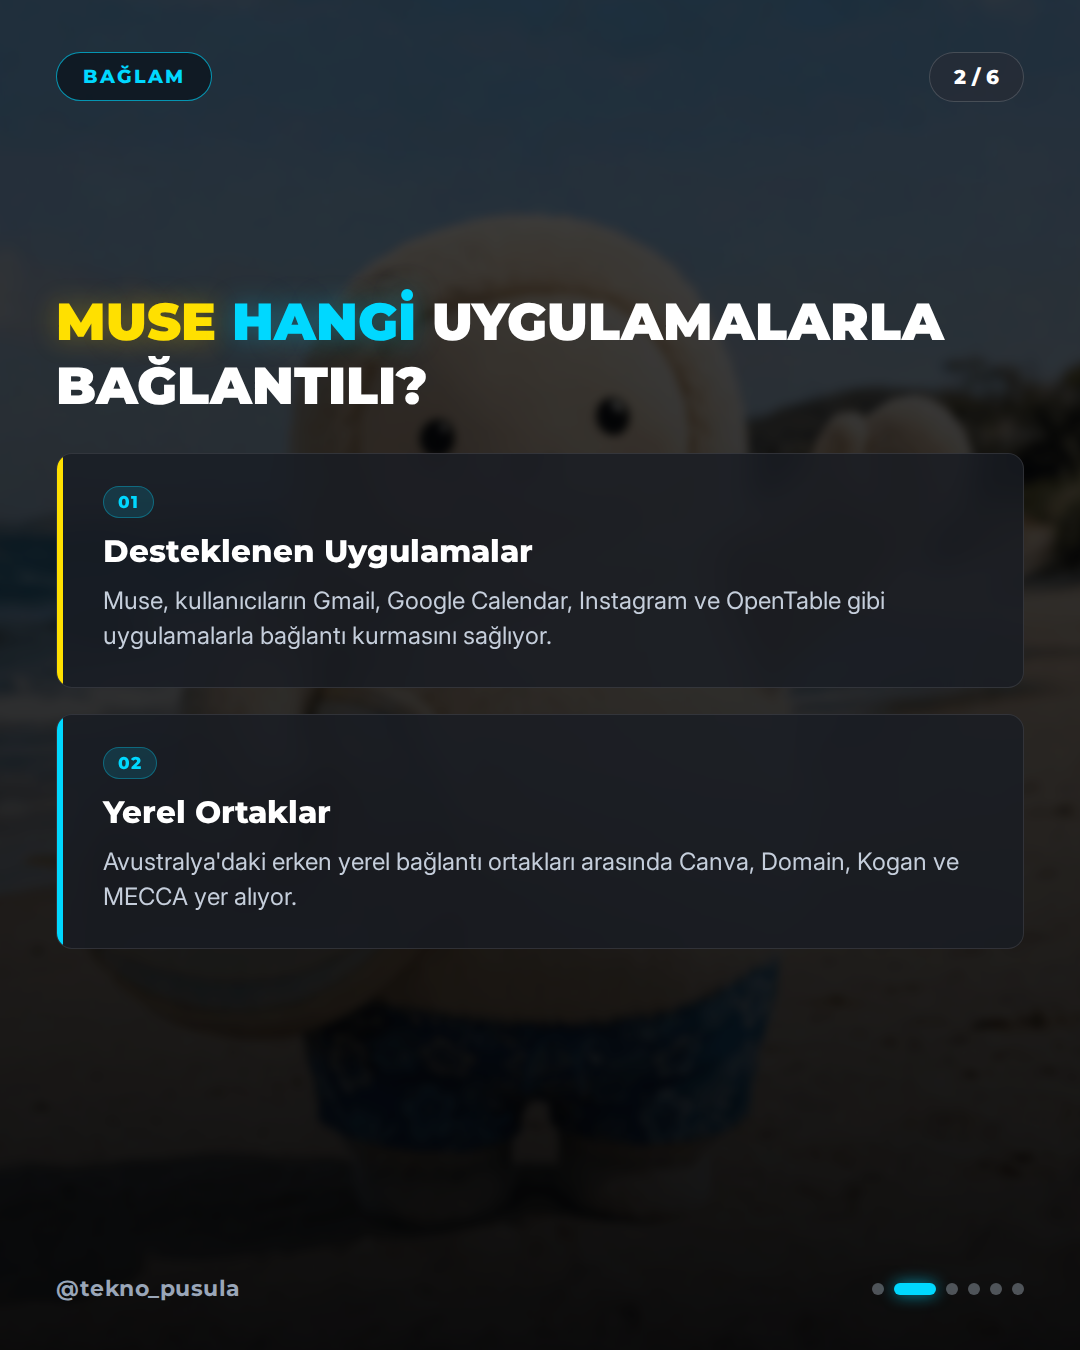 BAĞLAM
2/6
MUSE HANGİ UYGULAMALARLA
BAĞLANTILI?
01
Desteklenen Uygulamalar
Muse, kullanıcıların Gmail, Google Calendar, Instagram ve OpenTable gibi
uygulamalarla bağlantı kurmasını sağlıyor.
02
Yerel Ortaklar
Avustralya'daki erken yerel bağlantı ortakları arasında Canva, Domain, Kogan ve
MECCA yer alıyor.
@tekno_pusula